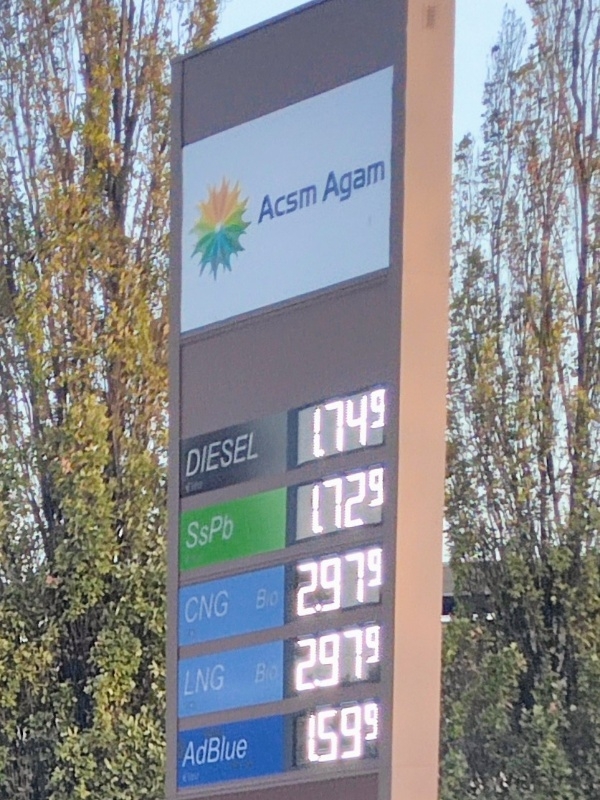 Acsm Agam
DIESEL 1.749
SsPb 1.729
CNG Bio 2.979
LNG Bio 2.979
AdBlue 1.599